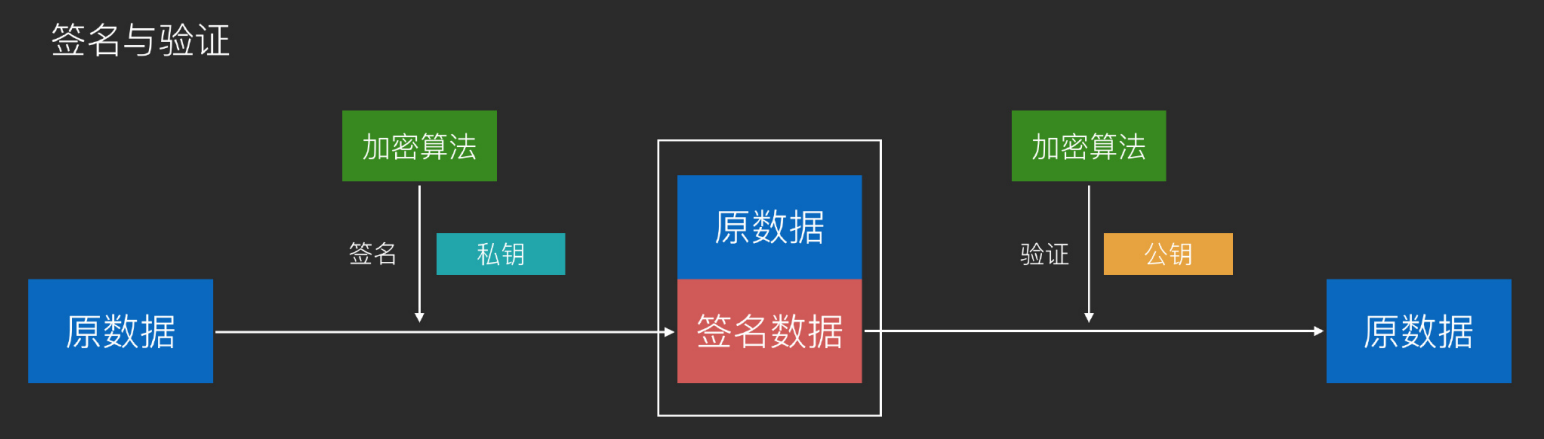 签名与验证
加密算法
加密算法
原数据
签名
私钥
验证
公钥
原数据
签名数据
原数据